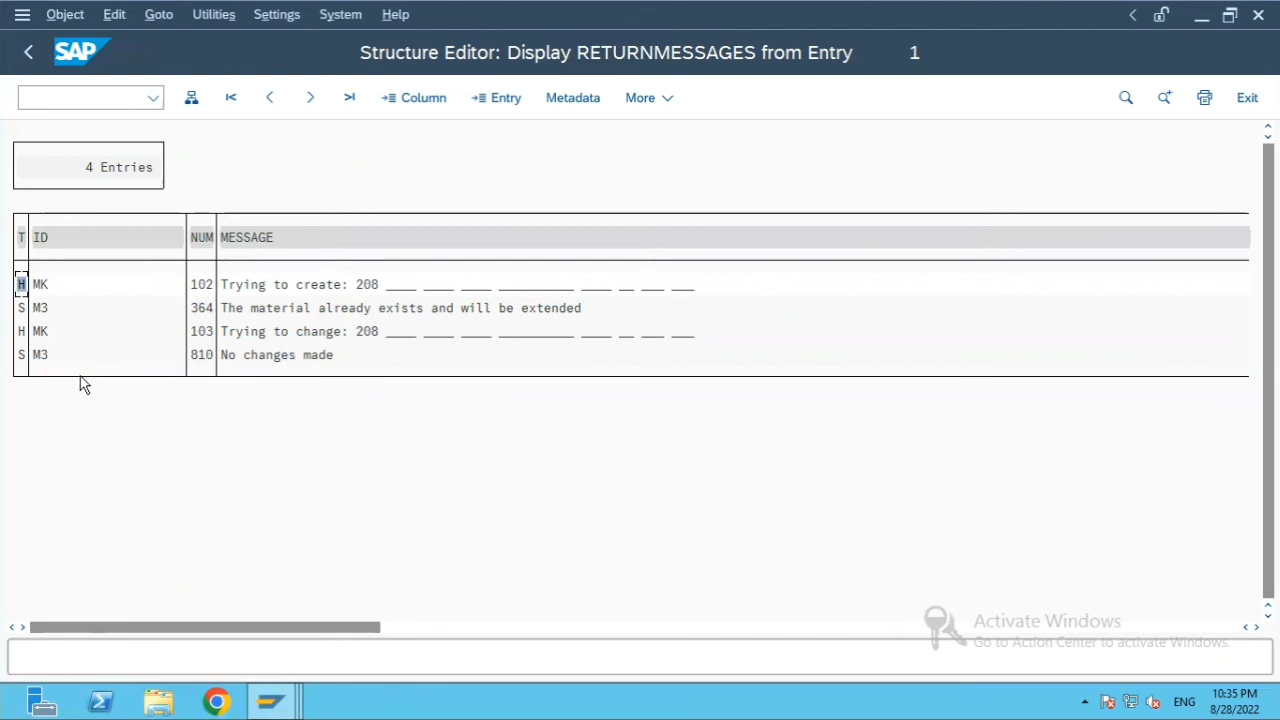 Object Edit Goto Utilities Settings System Help
SAP Structure Editor: Display RETURNMESSAGES from Entry 1
Column Entry Metadata More Exit
4 Entries
T ID NUM MESSAGE
H MK 102 Trying to create: 208 ____ ____ ____ __________ ____ __ ___ ___
S M3 364 The material already exists and will be extended
H MK 103 Trying to change: 208 ____ ____ ____ __________ ____ __ ___ ___
S M3 810 No changes made
Activate Windows
Go to Action Center to activate Windows.
ENG 10:35 PM
8/28/2022